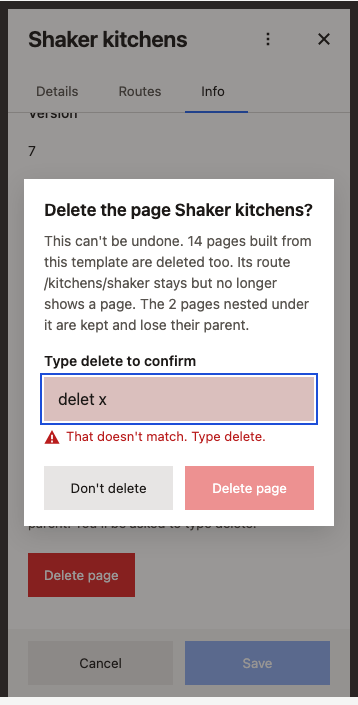 Shaker kitchens
Details
Routes
Info
Version
7
Delete the page Shaker kitchens?
This can't be undone. 14 pages built from
this template are deleted too. Its route
/kitchens/shaker stays but no longer
shows a page. The 2 pages nested under
it are kept and lose their parent.
Type delete to confirm
delet x
That doesn't match. Type delete.
Don't delete
Delete page
parent. You'll be asked to type delete.
Delete page
Cancel
Save